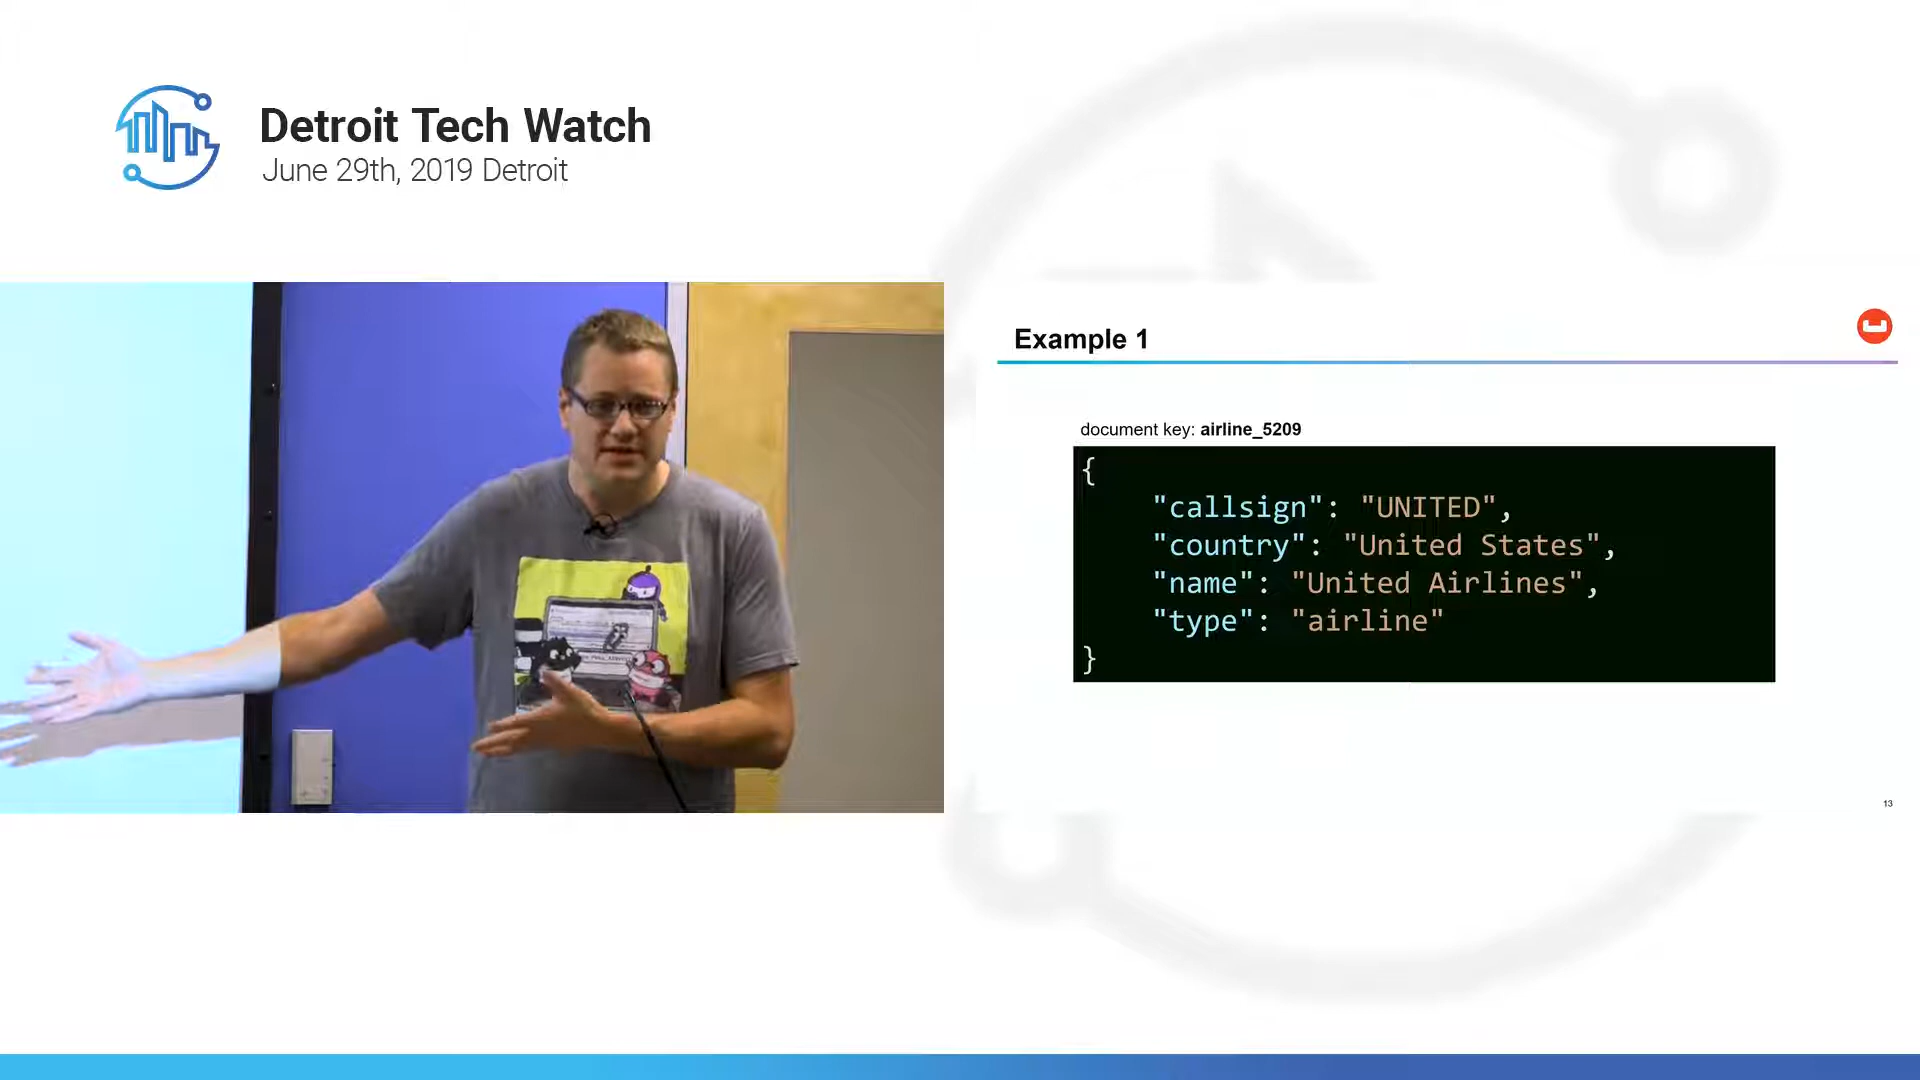 Detroit Tech Watch
June 29th, 2019 Detroit
Example 1
document key: airline_5209
{
"callsign": "UNITED",
"country": "United States",
"name": "United Airlines",
"type": "airline"
}
13